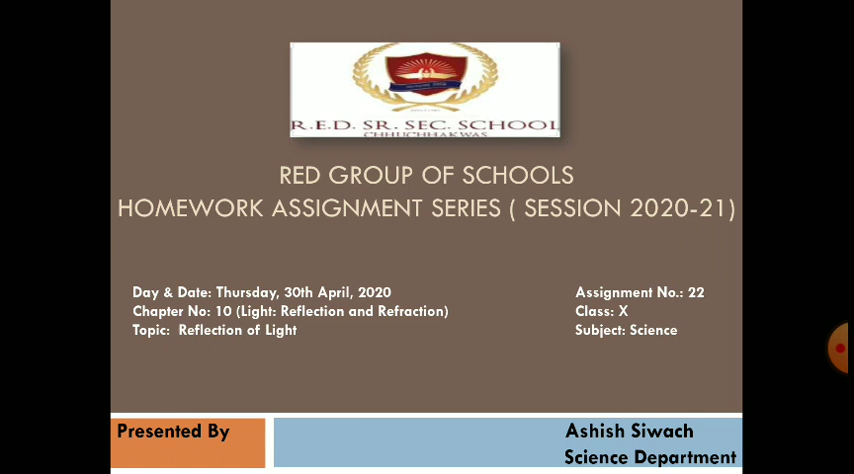 R.E.D. SR. SEC. SCHOOL
CHHUCHHAKWAS
RED GROUP OF SCHOOLS
HOMEWORK ASSIGNMENT SERIES ( SESSION 2020-21)
Day & Date: Thursday, 30th April, 2020
Assignment No.: 22
Chapter No: 10 (Light: Reflection and Refraction)
Class: X
Topic:  Reflection of Light
Subject: Science
Presented By
Ashish Siwach
Science Department